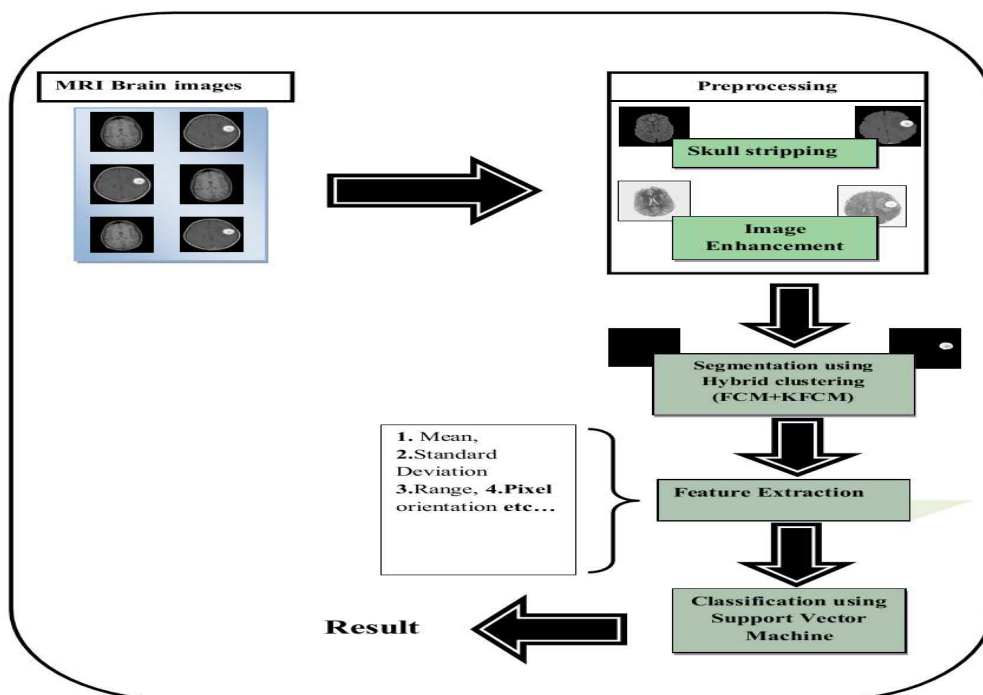 MRI Brain images
Preprocessing
Skull stripping
Image
Enhancement
Segmentation using
Hybrid clustering
(FCM+KFCM)
1. Mean,
2.Standard
Deviation
3.Range, 4.Pixel
orientation etc...
Feature Extraction
Classification using
Support Vector
Machine
Result